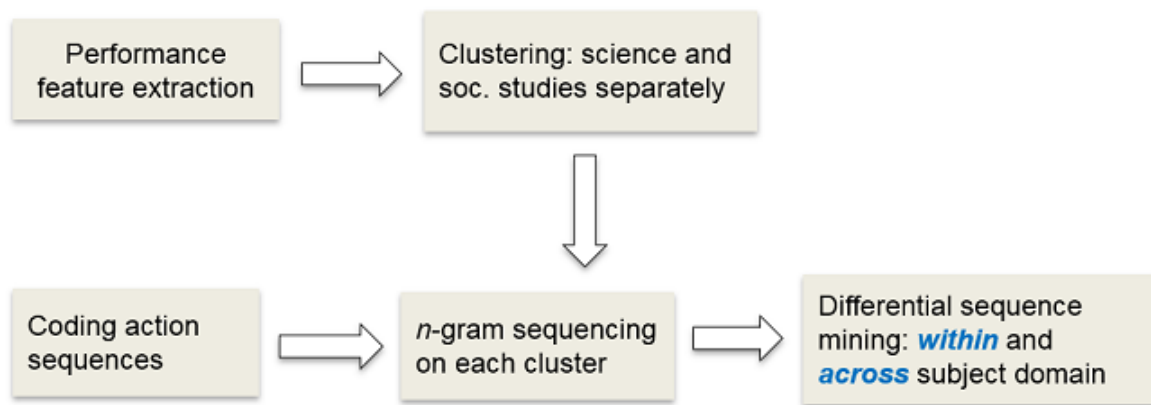 Performance
feature extraction
Clustering: science and
soc. studies separately
Coding action
sequences
n-gram sequencing
on each cluster
Differential sequence
mining: within and
across subject domain